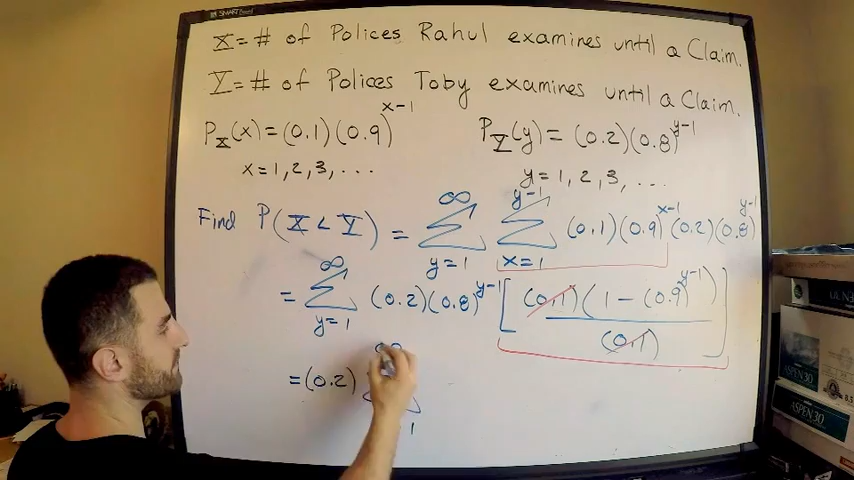 SMART Board
X = # of Polices Rahul examines until a Claim.
Y = # of Polices Toby examines until a Claim.
P_X(x) = (0.1)(0.9)^{x-1}    P_Y(y) = (0.2)(0.8)^{y-1}
x = 1, 2, 3, ...    y = 1, 2, 3, ...
Find P(X < Y) = ∑_{y=1}^{∞} ∑_{x=1}^{y-1} (0.1)(0.9)^{x-1} (0.2)(0.8)^{y-1}
= ∑_{y=1}^{∞} (0.2)(0.8)^{y-1} [ (0.1)(1 - (0.9)^{y-1}) / (0.1) ]
= (0.2) ∞ 1
ASPEN 30
ASPEN 30